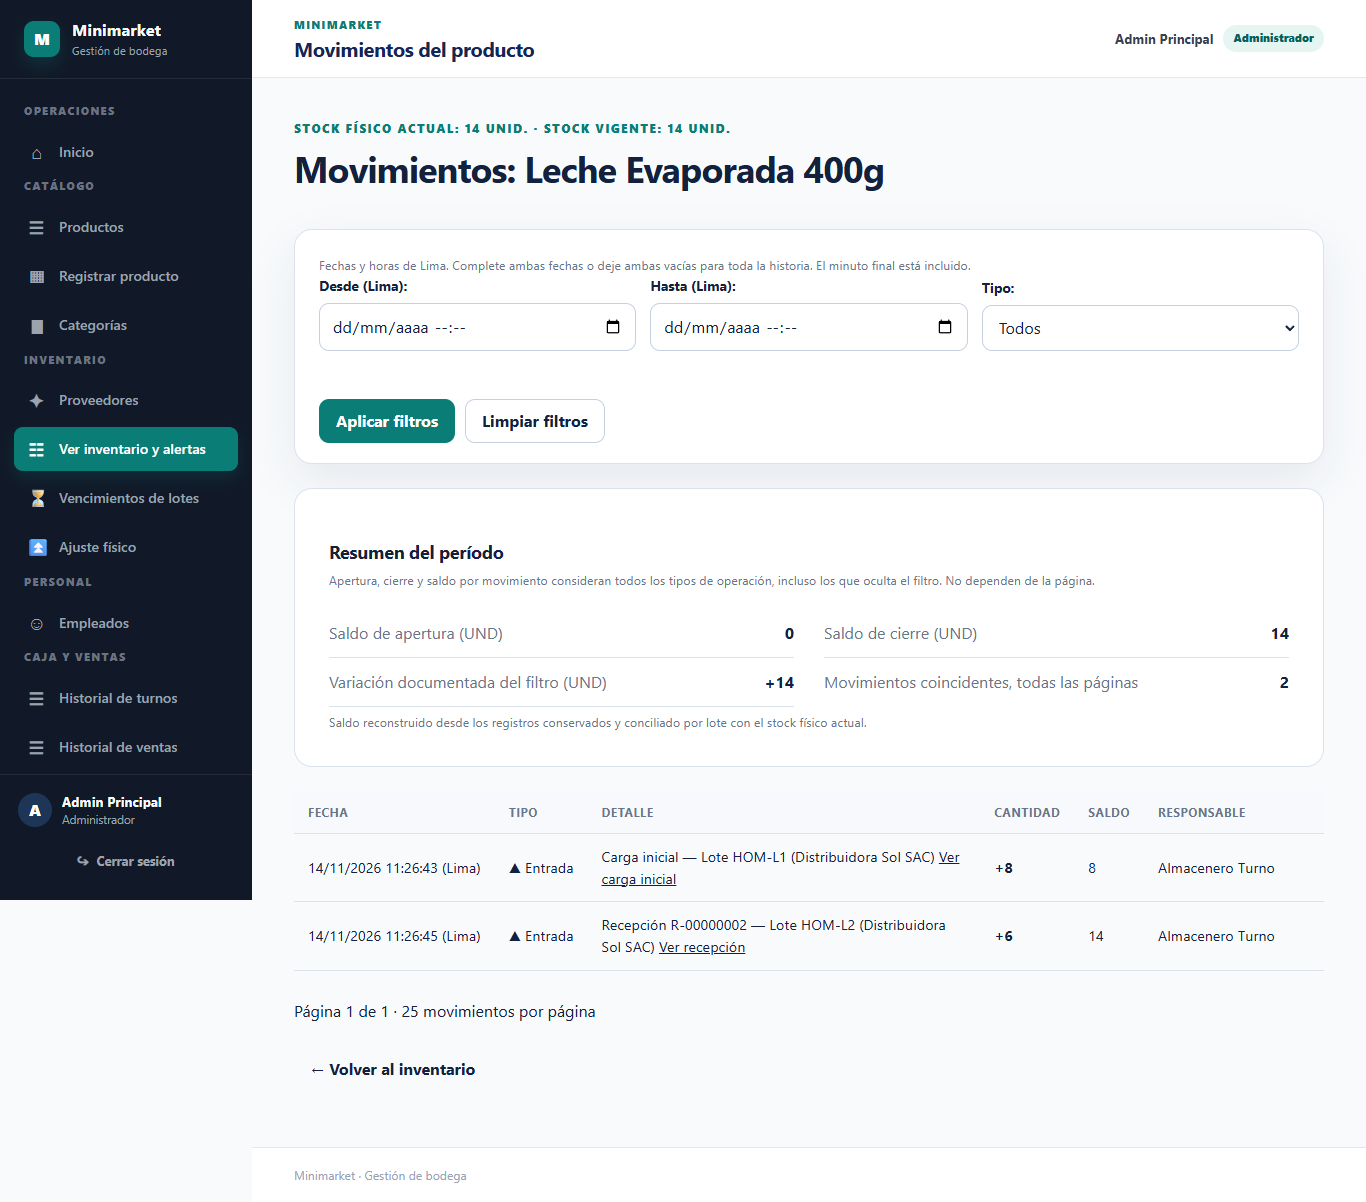 M
Minimarket
Gestión de bodega
OPERACIONES
Inicio
CATÁLOGO
Productos
Registrar producto
Categorías
INVENTARIO
Proveedores
Ver inventario y alertas
Vencimientos de lotes
Ajuste físico
PERSONAL
Empleados
CAJA Y VENTAS
Historial de turnos
Historial de ventas
A
Admin Principal
Administrador
Cerrar sesión
MINIMARKET
Movimientos del producto
Admin Principal
Administrador
STOCK FÍSICO ACTUAL: 14 UNID. · STOCK VIGENTE: 14 UNID.
Movimientos: Leche Evaporada 400g
Fechas y horas de Lima. Complete ambas fechas o deje ambas vacías para toda la historia. El minuto final está incluido.
Desde (Lima):
dd/mm/aaaa --:--
Hasta (Lima):
dd/mm/aaaa --:--
Tipo:
Todos
Aplicar filtros
Limpiar filtros
Resumen del período
Apertura, cierre y saldo por movimiento consideran todos los tipos de operación, incluso los que oculta el filtro. No dependen de la página.
Saldo de apertura (UND) 0
Saldo de cierre (UND) 14
Variación documentada del filtro (UND) +14
Movimientos coincidentes, todas las páginas 2
Saldo reconstruido desde los registros conservados y conciliado por lote con el stock físico actual.
FECHA TIPO DETALLE CANTIDAD SALDO RESPONSABLE
14/11/2026 11:26:43 (Lima) ▲ Entrada Carga inicial — Lote HOM-L1 (Distribuidora Sol SAC) Ver
carga inicial +8 8 Almacenero Turno
14/11/2026 11:26:45 (Lima) ▲ Entrada Recepción R-00000002 — Lote HOM-L2 (Distribuidora
Sol SAC) Ver recepción +6 14 Almacenero Turno
Página 1 de 1 · 25 movimientos por página
← Volver al inventario
Minimarket · Gestión de bodega